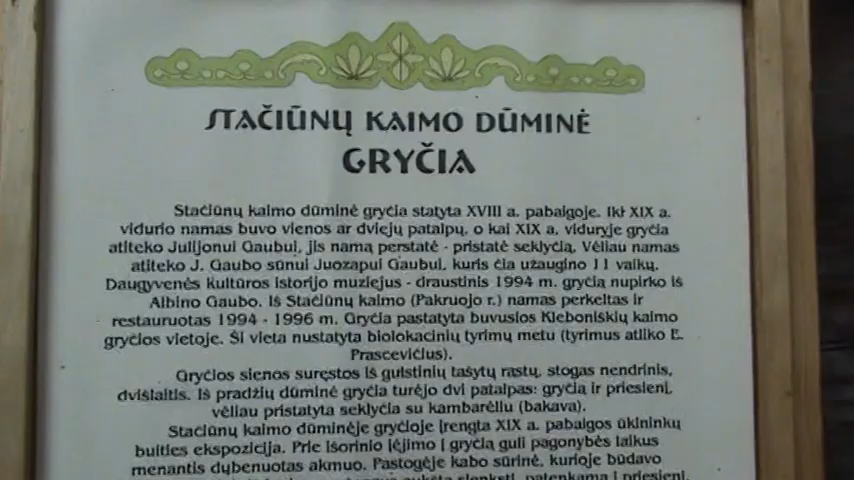 STAČIŪNŲ KAIMO DŪMINĖ
GRYČIA
Stačiūnų kaimo dūminė gryčia statyta XVIII a. pabaigoje. Iki XIX a.
vidurio namas buvo vienos ar dviejų patalpų, o kai XIX a. viduryje gryčia
atiteko Julijonui Gaubui, jis namą perstatė - pristatė seklyčią. Vėliau namas
atiteko J. Gaubo sūnui Juozapui Gaubui, kuris čia užaugino 11 vaikų.
Daugyvenės kultūros istorijo muziejus - draustinis 1994 m. gryčią nupirko iš
Albino Gaubo. Iš Stačiūnų kaimo (Pakruojo r.) namas perkeltas ir
restauruotas 1994 - 1996 m. Gryčia pastatyta buvusios Kleboniškių kaimo
gryčios vietoje. Ši vieta nustatyta biolokacinių tyrimų metu (tyrimus atliko E.
Prascevičius).
Gryčios sienos suręstos iš gulstinių tašytų rąstų, stogas nendrinis,
dvišlaitis. Iš pradžių dūminė gryčia turėjo dvi patalpas: gryčią ir priesienį,
vėliau pristatyta seklyčia su kambarėliu (bakava).
Stačiūnų kaimo dūminėje gryčioje įrengta XIX a. pabaigos ūkininkų
buities ekspozicija. Prie išorinio įėjimo į gryčią guli pagonybės laikus
menantis dubenuotas akmuo. Pastogėje kabo sūrinė, kurioje būdavo